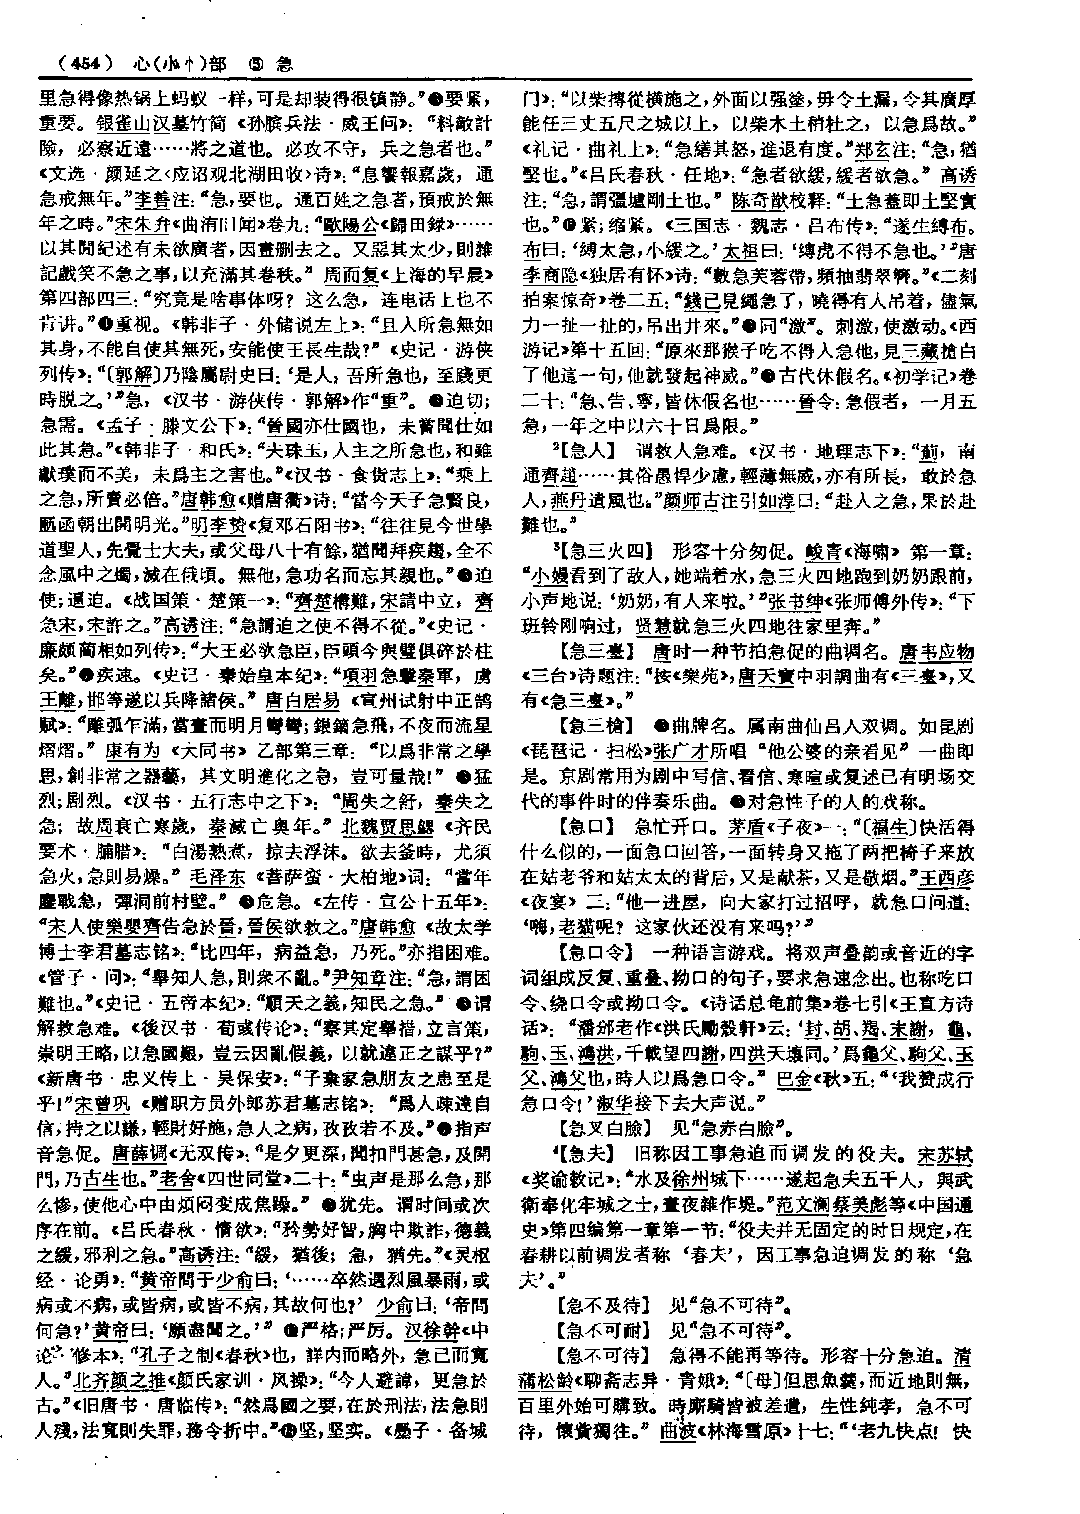 （454） 心（小忄）部 ⑤ 急
里急得像热锅上蚂蚁一样，可是却装得很镇静。”❸要紧，
重要。银雀山汉墓竹简《孙膑兵法·威王问》：“料敵計
險，必察近遠……將之道也。必攻不守，兵之急者也。”
《文选·颜延之〈应诏观北湖田收〉诗》：“息饗報嘉歲，通
急戒無年。”李善注：“急，要也。通百姓之急者，預戒於無
年之時。”宋朱弁《曲洧旧闻》卷九：“歐陽公《歸田録》……
以其聞紀述有未欲廣者，因盡删去之。又惡其太少，則雜
記戲笑不急之事，以充滿其卷秩。”周而复《上海的早晨》
第四部四三：“究竟是啥事体呀？这么急，连电话上也不
肯讲。”❹重视。《韩非子·外储说左上》：“且入所急無如
其身，不能自使其無死，安能使王長生哉？”《史记·游侠
列传》：“〔郭解〕乃陰屬尉史曰：‘是人，吾所急也，至踐更
時脱之。’”急，《汉书·游侠传·郭解》作“重”。❺迫切；
急需。《孟子·滕文公下》：“晉國亦仕國也，未嘗聞仕如
此其急。”《韩非子·和氏》：“夫珠玉，人主之所急也，和雖
獻璞而不美，未爲主之害也。”《汉书·食货志上》：“乘上
之急，所賣必倍。”唐韩愈《赠唐衢》诗：“當今天子急賢良，
匭函朝出開明光。”明李贽《复邓石阳书》：“往往見今世學
道聖人，先覺士大夫，或父母八十有餘，猶聞拜疾趨，全不
念風中之燭，滅在俄頃。無他，急功名而忘其親也。”❻迫
使；逼迫。《战国策·楚策一》：“齊楚構難，宋請中立，齊
急宋，宋許之。”高诱注：“急謂迫之使不得不從。”《史记·
廉颇蔺相如列传》：“大王必欲急臣，臣頭今與璧俱碎於柱
矣。”❼疾速。《史记·秦始皇本纪》：“項羽急擊秦軍，虜
王離，邯等遂以兵降諸侯。”唐白居易《宣州试射中正鹄
赋》：“雕弧乍滿，當晝而明月彎彎；銀鏑急飛，不夜而流星
熠熠。”康有为《大同书》乙部第三章：“以爲非常之學
思，創非常之器藝，其文明進化之急，豈可量哉！”❽猛
烈；剧烈。《汉书·五行志中之下》：“周失之舒，秦失之
急；故周衰亡寒歲，秦滅亡奥年。”北魏贾思勰《齐民
要术·脯腊》：“白湯熟煮，掠去浮沫。欲去釜時，尤須
急火，急則易燥。”毛泽东《菩萨蛮·大柏地》词：“當年
鏖戰急，彈洞前村壁。”❾危急。《左传·宣公十五年》：
“宋人使樂嬰齊告急於晉，晉侯欲救之。”唐韩愈《故太学
博士李君墓志铭》：“比四年，病益急，乃死。”亦指困难。
《管子·问》：“舉知人急，則衆不亂。”尹知章注：“急，謂困
難也。”《史记·五帝本纪》：“順天之義，知民之急。”❿谓
解救急难。《後汉书·荀彧传论》：“察其定舉措，立言策，
崇明王略，以急國艱，豈云因亂假義，以就違正之謀乎？”
《新唐书·忠义传上·吴保安》：“子棄家急朋友之患至是
乎！”宋曾巩《赠职方员外郎苏君墓志铭》：“爲人疎達自
信，持之以謙，輕財好施，急人之病，孜孜若不及。”⓫指声
音急促。唐薛调《无双传》：“是夕更深，聞扣門甚急，及開
門，乃古生也。”老舍《四世同堂》二十：“虫声是那么急，那
么惨，使他心中由烦闷变成焦躁。”⓬犹先。谓时间或次
序在前。《吕氏春秋·情欲》：“矜勢好智，胸中欺詐，德義
之緩，邪利之急。”高诱注：“緩，猶後；急，猶先。”《灵枢
经·论勇》：“黄帝問于少俞曰：‘……卒然遇烈風暴雨，或
病或不病，或皆病，或皆不病，其故何也？’少俞曰：‘帝問
何急？’黄帝曰：‘願盡聞之。’”⓭严格；严厉。汉徐幹《中
论·修本》：“孔子之制《春秋》也，詳内而略外，急己而寬
人。”北齐颜之推《颜氏家训·风操》：“今人避諱，更急於
古。”《旧唐书·唐临传》：“然爲國之要，在於刑法，法急則
人殘，法寬則失罪，務令折中。”⓮坚，坚实。《墨子·备城
门》：“以柴摶從横施之，外面以强塗，毋令土漏，令其廣厚
能任三丈五尺之城以上，以柴木土稍杜之，以急爲故。”
《礼记·曲礼上》：“急繕其怒，進退有度。”郑玄注：“急，猶
堅也。”《吕氏春秋·任地》：“急者欲緩，緩者欲急。”高诱
注：“急，謂彊壚剛土也。”陈奇猷校释：“土急蓋即土堅實
也。”⓯紧；缩紧。《三国志·魏志·吕布传》：“遂生縛布。
布曰：‘縛太急，小緩之。’太祖曰：‘縛虎不得不急也。’”唐
李商隐《独居有怀》诗：“數急芙蓉帶，頻抽翡翠簪。”《二刻
拍案惊奇》卷二五：“錢已見繩急了，曉得有人吊着，儘氣
力一扯一扯的，吊出井來。”⓰同“激”。刺激，使激动。《西
游记》第十五回：“原來那猴子吃不得人急他，見三藏搶白
了他這一句，他就發起神威。”⓱古代休假名。《初学记》卷
二十：“急、告、寧，皆休假名也……晉令：急假者，一月五
急，一年之中以六十日爲限。”
²【急人】 谓救人急难。《汉书·地理志下》：“薊，南
通齊趙……其俗愚悍少慮，輕薄無威，亦有所長，敢於急
人，燕丹遺風也。”颜师古注引如淳曰：“赴人之急，果於赴
難也。”
³【急三火四】 形容十分匆促。峻青《海啸》第一章：
“小嫚看到了敌人，她端着水，急三火四地跑到奶奶跟前，
小声地说：‘奶奶，有人来啦。’”张书绅《张师傅外传》：“下
班铃刚响过，贤慧就急三火四地往家里奔。”
【急三臺】 唐时一种节拍急促的曲调名。唐韦应物
《三台》诗题注：“按《樂苑》，唐天寶中羽調曲有《三臺》，又
有《急三臺》。”
【急三槍】 ❶曲牌名。属南曲仙吕入双调。如昆剧
《琵琶记·扫松》张广才所唱“他公婆的亲看见”一曲即
是。京剧常用为剧中写信、看信、寒暄或复述已有明场交
代的事件时的伴奏乐曲。❷对急性子的人的戏称。
【急口】 急忙开口。茅盾《子夜》一：“〔福生〕快活得
什么似的，一面急口回答，一面转身又拖了两把椅子来放
在姑老爷和姑太太的背后，又是献茶，又是敬烟。”王西彦
《夜宴》二：“他一进屋，向大家打过招呼，就急口问道：
‘嗨，老猫呢？这家伙还没有来吗？’”
【急口令】 一种语言游戏。将双声叠韵或音近的字
词组成反复、重叠、拗口的句子，要求急速念出。也称吃口
令、绕口令或拗口令。《诗话总龟前集》卷七引《王直方诗
话》：“潘邠老作《洪氏勵毅軒》云：‘封、胡、羯、末謝，龜、
駒、玉、鴻洪，千載望四謝，四洪天壤同。’爲龜父、駒父、玉
父、鴻父也，時人以爲急口令。”巴金《秋》五：“‘我赞成行
急口令！’淑华接下去大声说。”
【急叉白臉】 见“急赤白臉”。
⁴【急夫】 旧称因工事急迫而调发的役夫。宋苏轼
《奖谕敕记》：“水及徐州城下……遂起急夫五千人，與武
衛奉化牢城之士，晝夜雜作堤。”范文澜蔡美彪等《中国通
史》第四编第一章第一节：“役夫并无固定的时日规定，在
春耕以前调发者称‘春夫’，因工事急迫调发的称‘急
夫’。”
【急不及待】 见“急不可待”。
【急不可耐】 见“急不可待”。
【急不可待】 急得不能再等待。形容十分急迫。清
蒲松龄《聊斋志异·青娥》：“〔母〕但思魚羹，而近地則無，
百里外始可購致。時廝騎皆被差遣，生性純孝，急不可
待，懷貲獨往。”曲波《林海雪原》十七：“‘老九快点！快